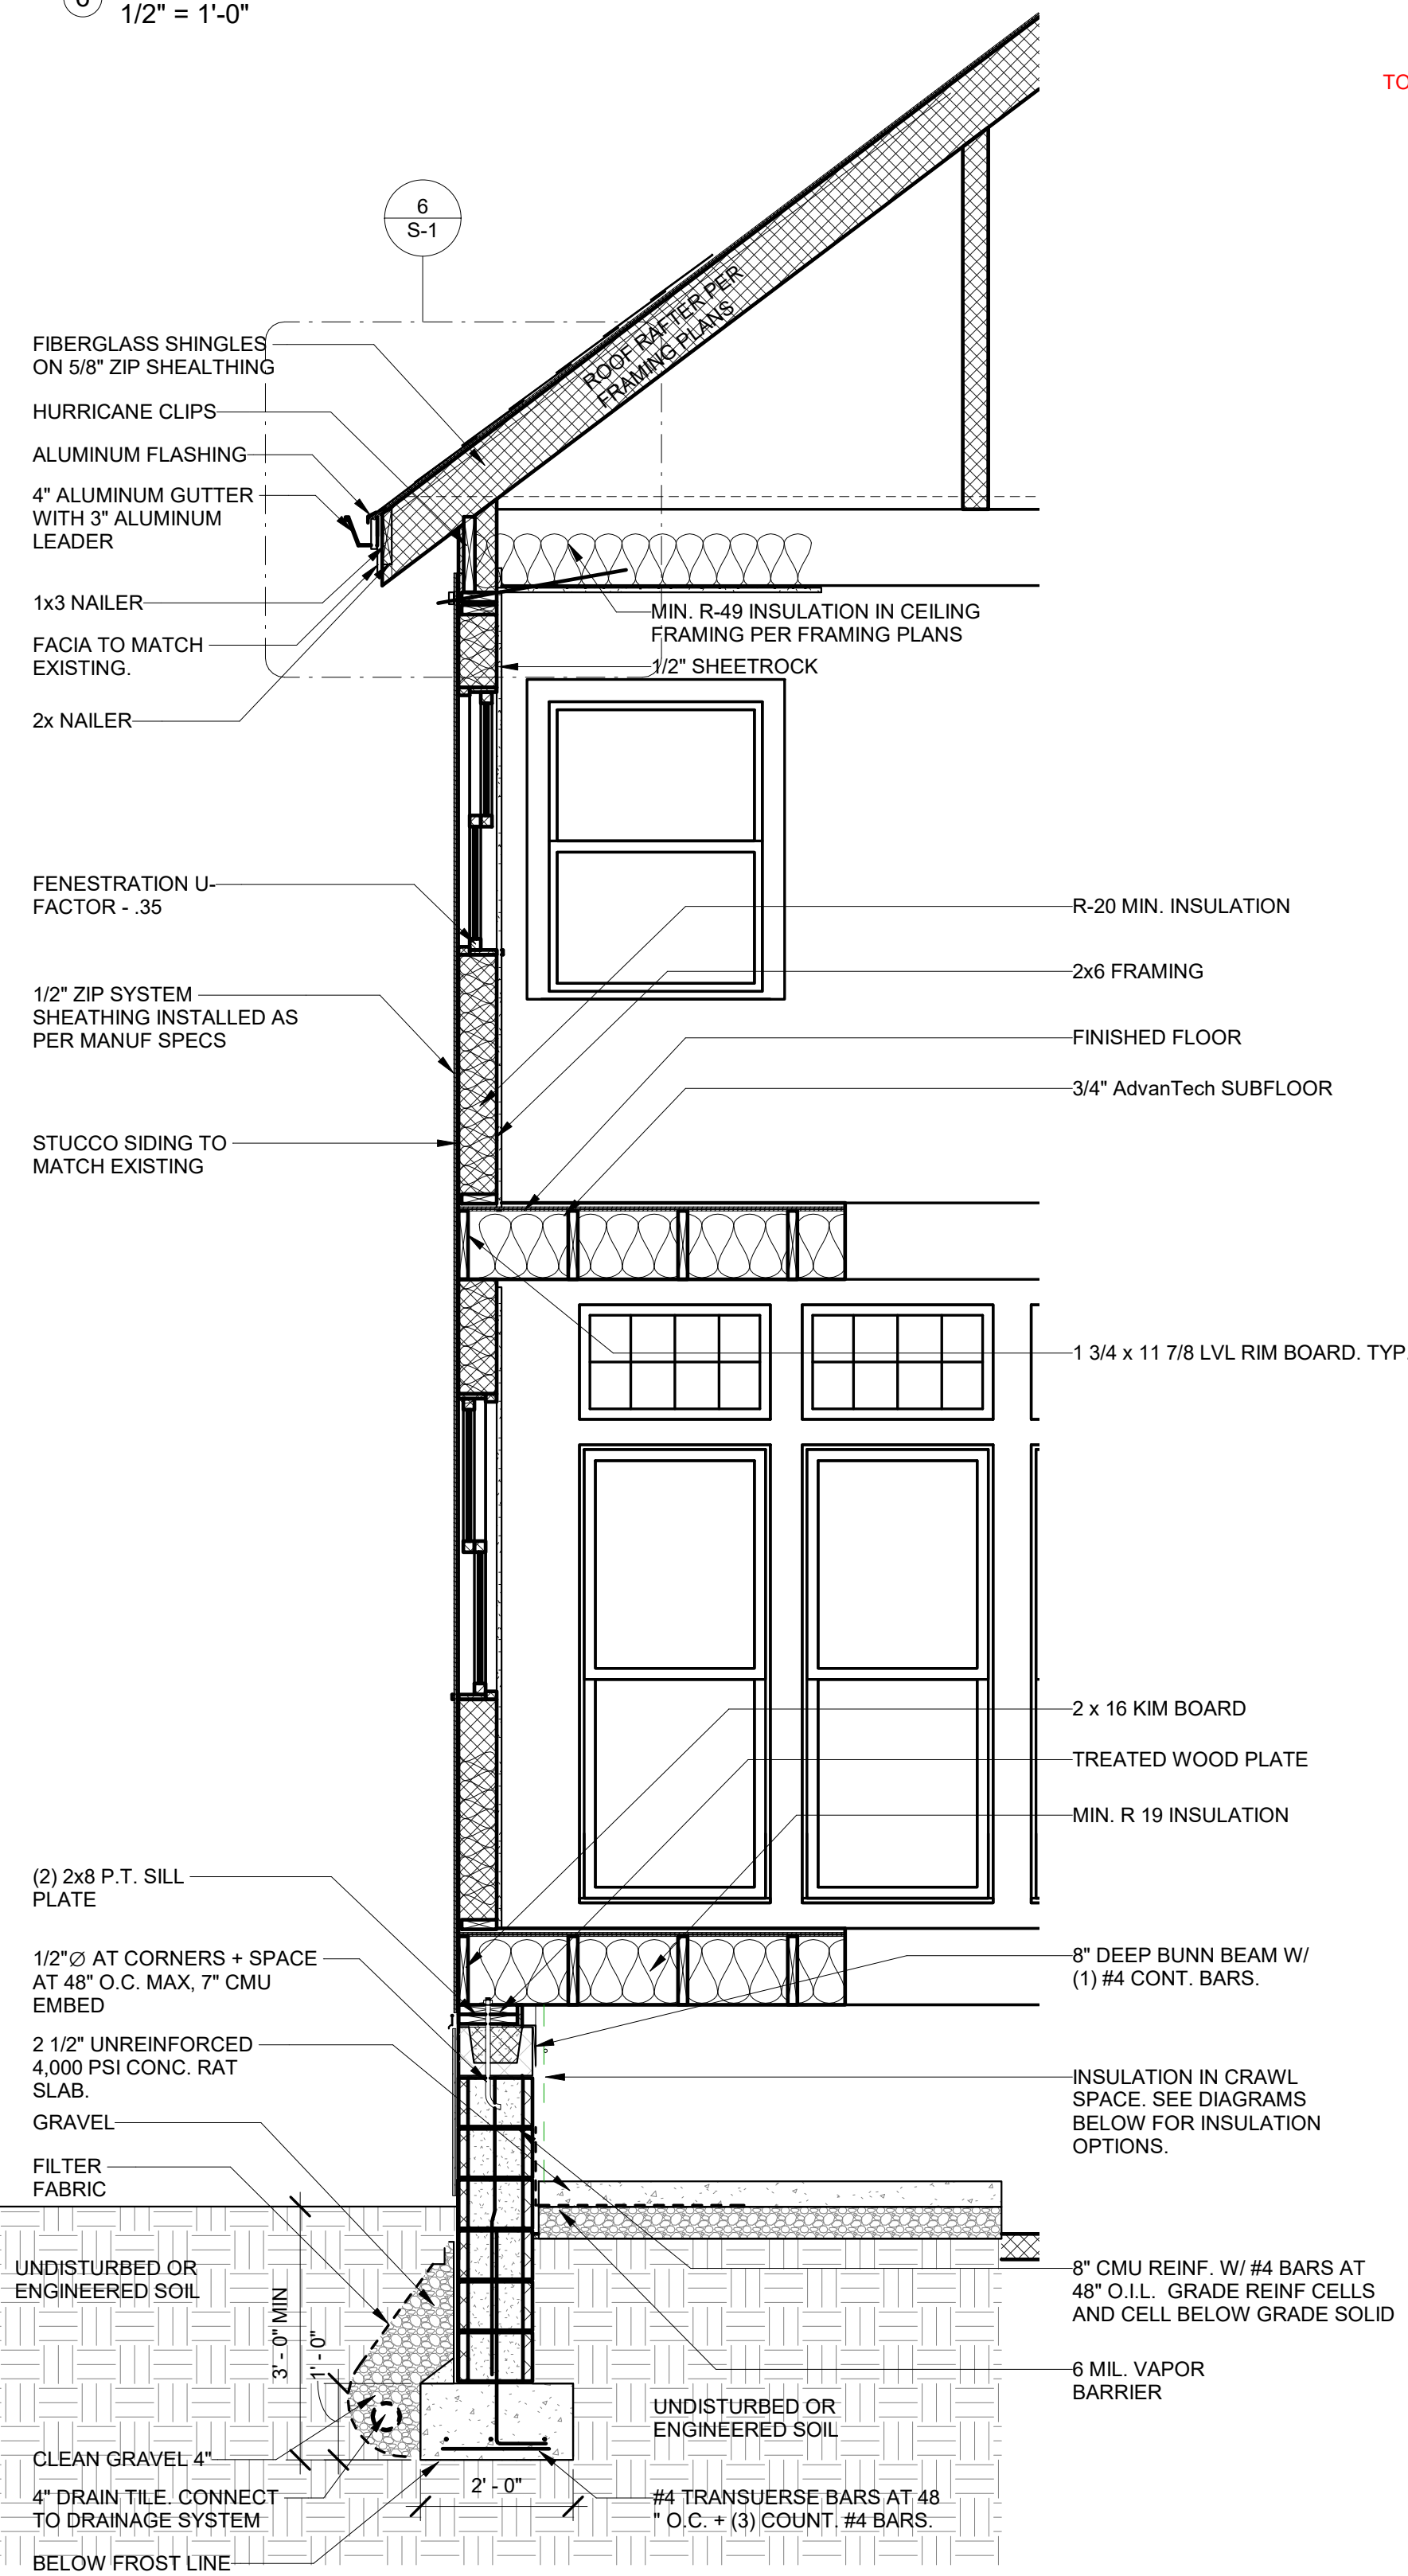 1/2" = 1'-0"
TO
6
S-1
ROOF RAFTER PER
FRAMING PLANS
FIBERGLASS SHINGLES
ON 5/8" ZIP SHEALTHING
HURRICANE CLIPS
ALUMINUM FLASHING
4" ALUMINUM GUTTER
WITH 3" ALUMINUM
LEADER
1x3 NAILER
FACIA TO MATCH
EXISTING.
2x NAILER
MIN. R-49 INSULATION IN CEILING
FRAMING PER FRAMING PLANS
1/2" SHEETROCK
FENESTRATION U-
FACTOR - .35
1/2" ZIP SYSTEM
SHEATHING INSTALLED AS
PER MANUF SPECS
STUCCO SIDING TO
MATCH EXISTING
R-20 MIN. INSULATION
2x6 FRAMING
FINISHED FLOOR
3/4" AdvanTech SUBFLOOR
1 3/4 x 11 7/8 LVL RIM BOARD. TYP.
2 x 16 KIM BOARD
TREATED WOOD PLATE
MIN. R 19 INSULATION
(2) 2x8 P.T. SILL
PLATE
1/2"Ø AT CORNERS + SPACE
AT 48" O.C. MAX, 7" CMU
EMBED
2 1/2" UNREINFORCED
4,000 PSI CONC. RAT
SLAB.
GRAVEL
FILTER
FABRIC
UNDISTURBED OR
ENGINEERED SOIL
3' - 0" MIN
1' - 0"
CLEAN GRAVEL 4"
4" DRAIN TILE. CONNECT
TO DRAINAGE SYSTEM
BELOW FROST LINE
2' - 0"
8" DEEP BUNN BEAM W/
(1) #4 CONT. BARS.
INSULATION IN CRAWL
SPACE. SEE DIAGRAMS
BELOW FOR INSULATION
OPTIONS.
8" CMU REINF. W/ #4 BARS AT
48" O.I.L. GRADE REINF CELLS
AND CELL BELOW GRADE SOLID
6 MIL. VAPOR
BARRIER
UNDISTURBED OR
ENGINEERED SOIL
#4 TRANSUERSE BARS AT 48
" O.C. + (3) COUNT. #4 BARS.